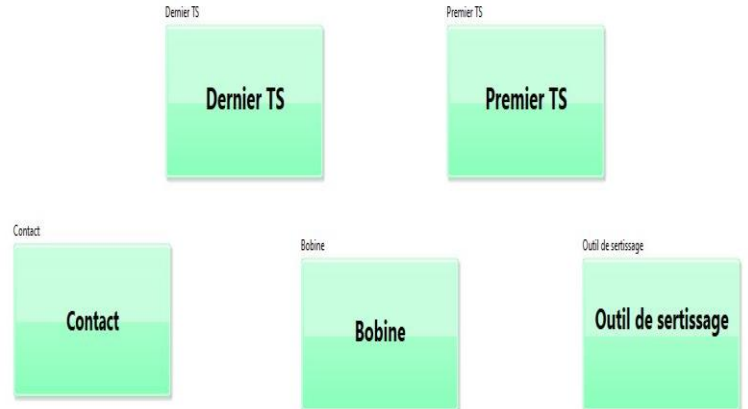 Dernier TS
Premier TS
Dernier TS
Premier TS
Contact
Bobine
Outil de sertissage
Contact
Bobine
Outil de sertissage